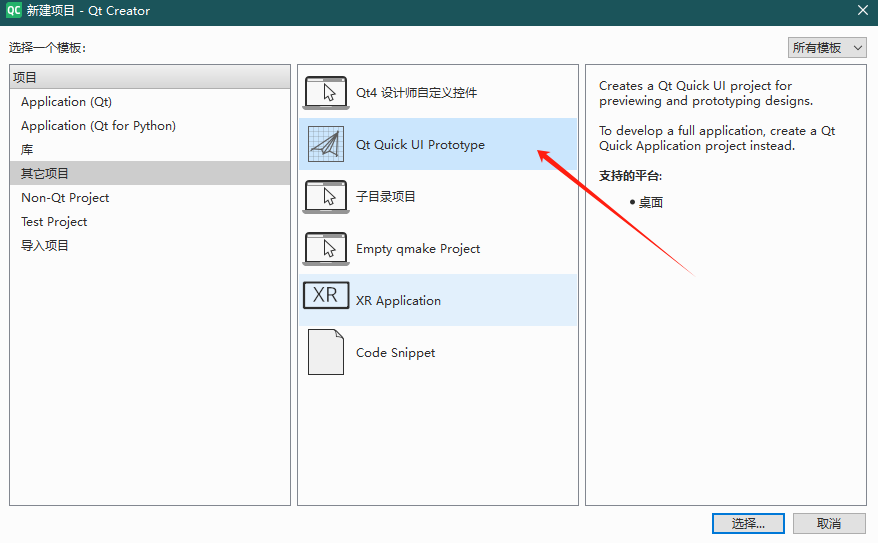 QC 新建项目 - Qt Creator
选择一个模板:
所有模板
项目
Application (Qt)
Application (Qt for Python)
库
其它项目
Non-Qt Project
Test Project
导入项目
Qt4 设计师自定义控件
Qt Quick UI Prototype
子目录项目
Empty qmake Project
XR XR Application
Code Snippet
Creates a Qt Quick UI project for
previewing and prototyping designs.
To develop a full application, create a Qt
Quick Application project instead.
支持的平台:
• 桌面
选择...
取消